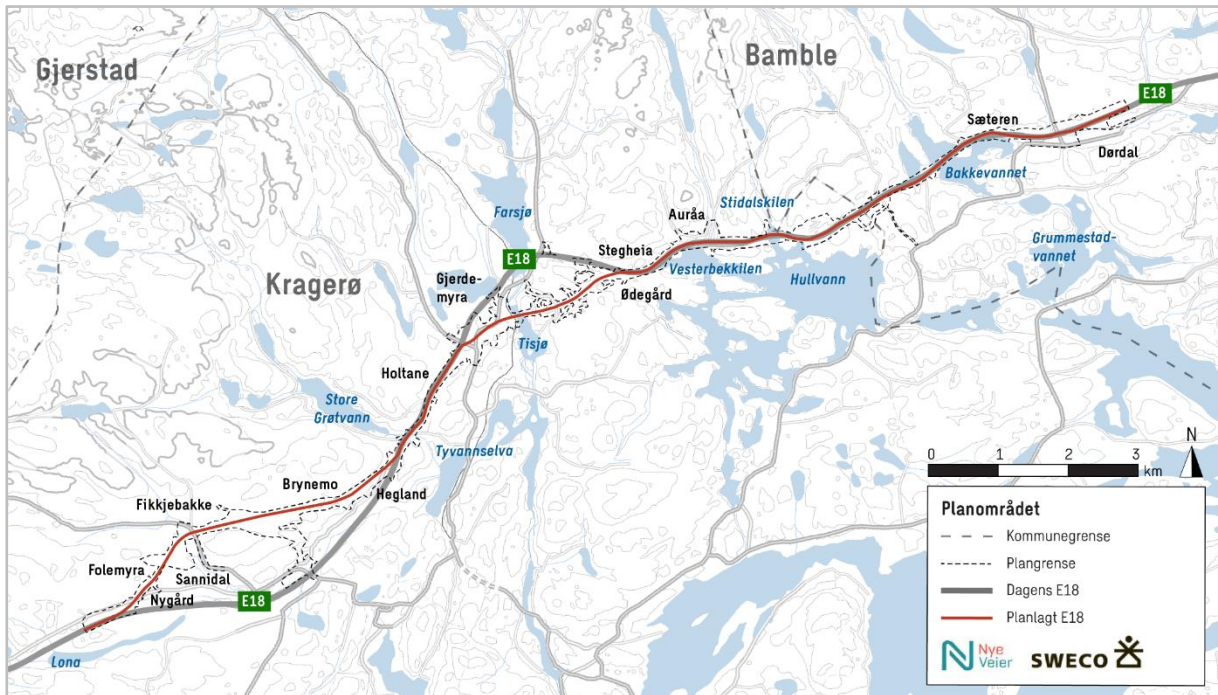 Gjerstad
Bamble
E18
Sæteren
Dørdal
Bakkevannet
Farsjø
Auråa
Stidalskilen
Grummestad-
vannet
Stegheia
E18
Gjerde-
myra
Vesterbekkilen
Hullvann
Kragerø
Ødegård
Tisjø
Holtane
Store
Grøtvann
Tyvannselva
Brynemo
Hegland
Fikkjebakke
Folemyra
Sannidal
Nygård
E18
Lona
0 1 2 3
km
N
Planområdet
Kommunegrense
Plangrense
Dagens E18
Planlagt E18
Nye
Veier
SWECO